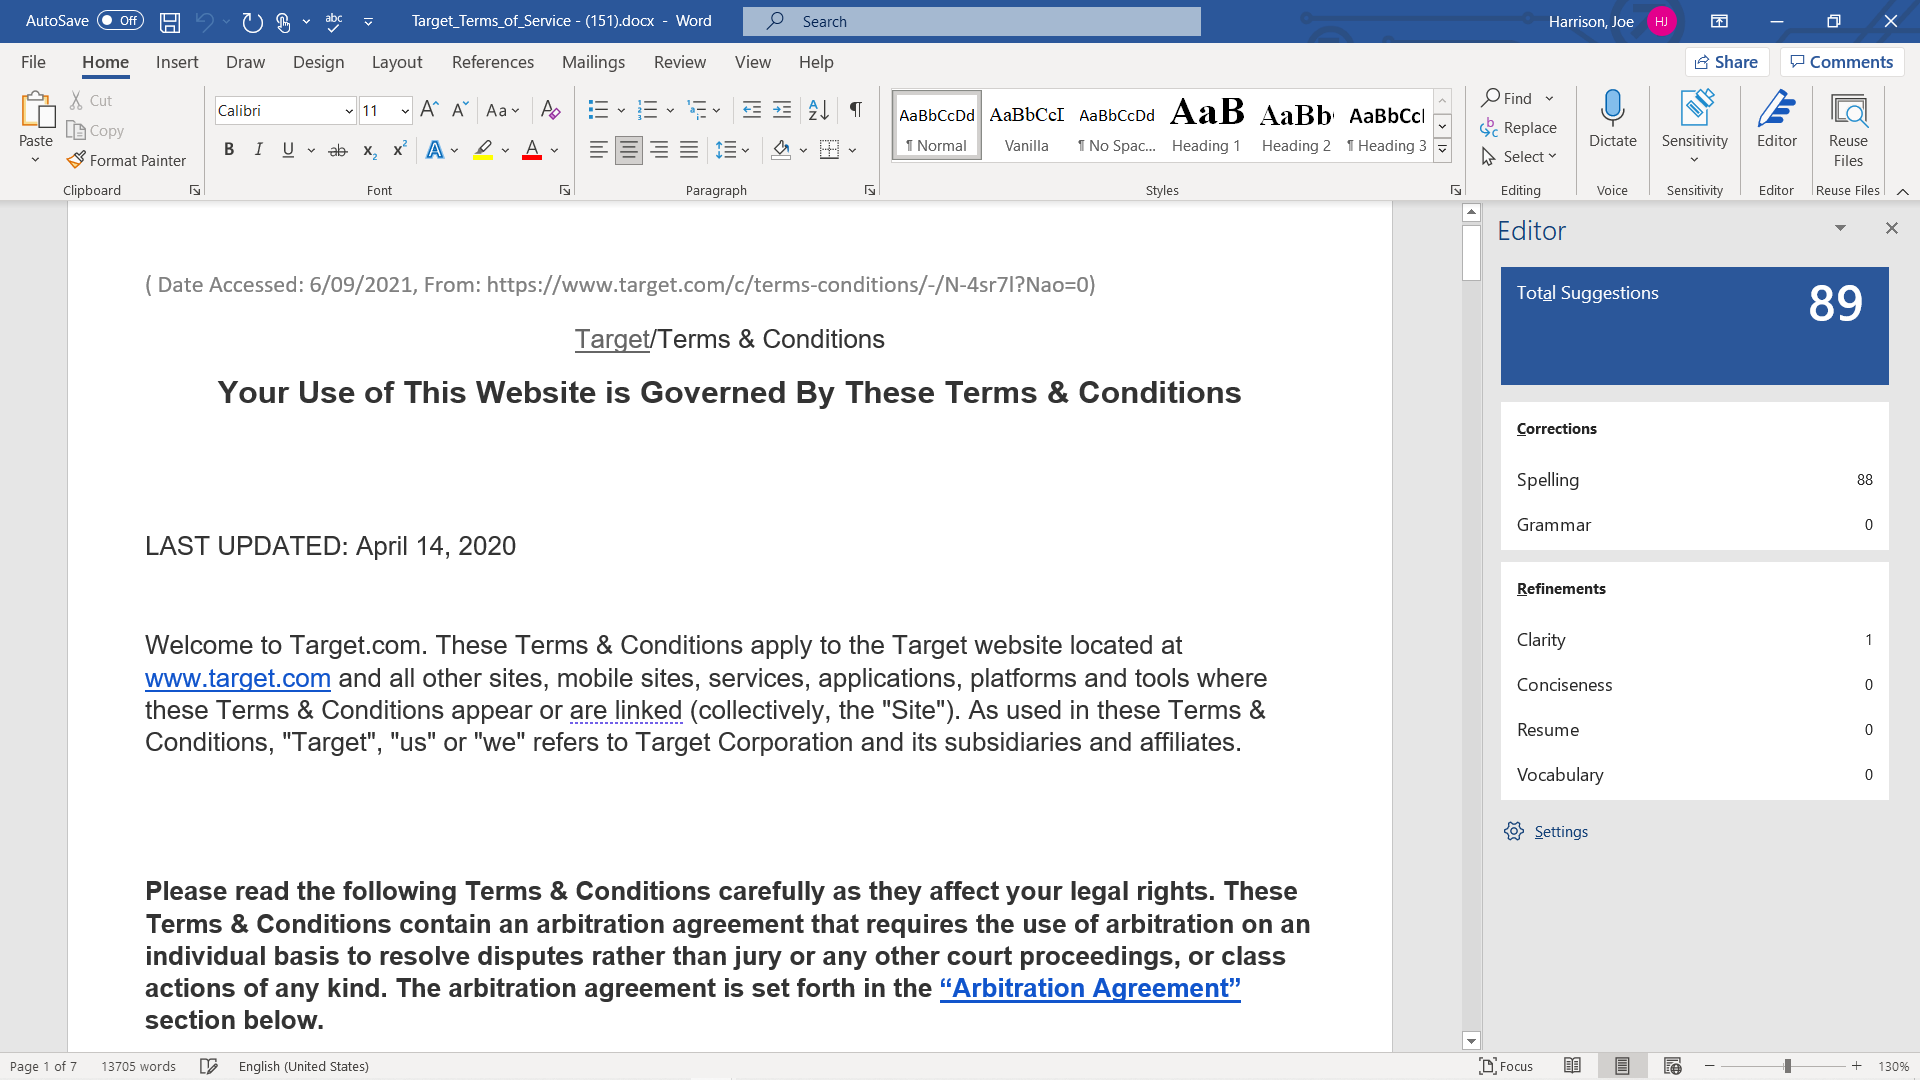 AutoSave Off abc Target_Terms_of_Service - (151).docx - Word Search Harrison, Joe HJ
File Home Insert Draw Design Layout References Mailings Review View Help Share Comments
Paste Cut Copy Format Painter Clipboard
Calibri 11 A A Aa A
B I U ab x2 x2 A A Font
Paragraph
AaBbCcDd AaBbCcI AaBbCcDd AaB AaBb( AaBbCcI
¶ Normal Vanilla ¶ No Spac... Heading 1 Heading 2 ¶ Heading 3
Styles
Find Replace Select Editing
Dictate Voice
Sensitivity Sensitivity
Editor Editor
Reuse Files Reuse Files
( Date Accessed: 6/09/2021, From: https://www.target.com/c/terms-conditions/-/N-4sr7l?Nao=0)
Target/Terms & Conditions
Your Use of This Website is Governed By These Terms & Conditions
LAST UPDATED: April 14, 2020
Welcome to Target.com. These Terms & Conditions apply to the Target website located at
www.target.com and all other sites, mobile sites, services, applications, platforms and tools where
these Terms & Conditions appear or are linked (collectively, the "Site"). As used in these Terms &
Conditions, "Target", "us" or "we" refers to Target Corporation and its subsidiaries and affiliates.
Please read the following Terms & Conditions carefully as they affect your legal rights. These
Terms & Conditions contain an arbitration agreement that requires the use of arbitration on an
individual basis to resolve disputes rather than jury or any other court proceedings, or class
actions of any kind. The arbitration agreement is set forth in the “Arbitration Agreement”
section below.
Editor
Total Suggestions 89
Corrections
Spelling 88
Grammar 0
Refinements
Clarity 1
Conciseness 0
Resume 0
Vocabulary 0
Settings
Page 1 of 7 13705 words English (United States) Focus 130%